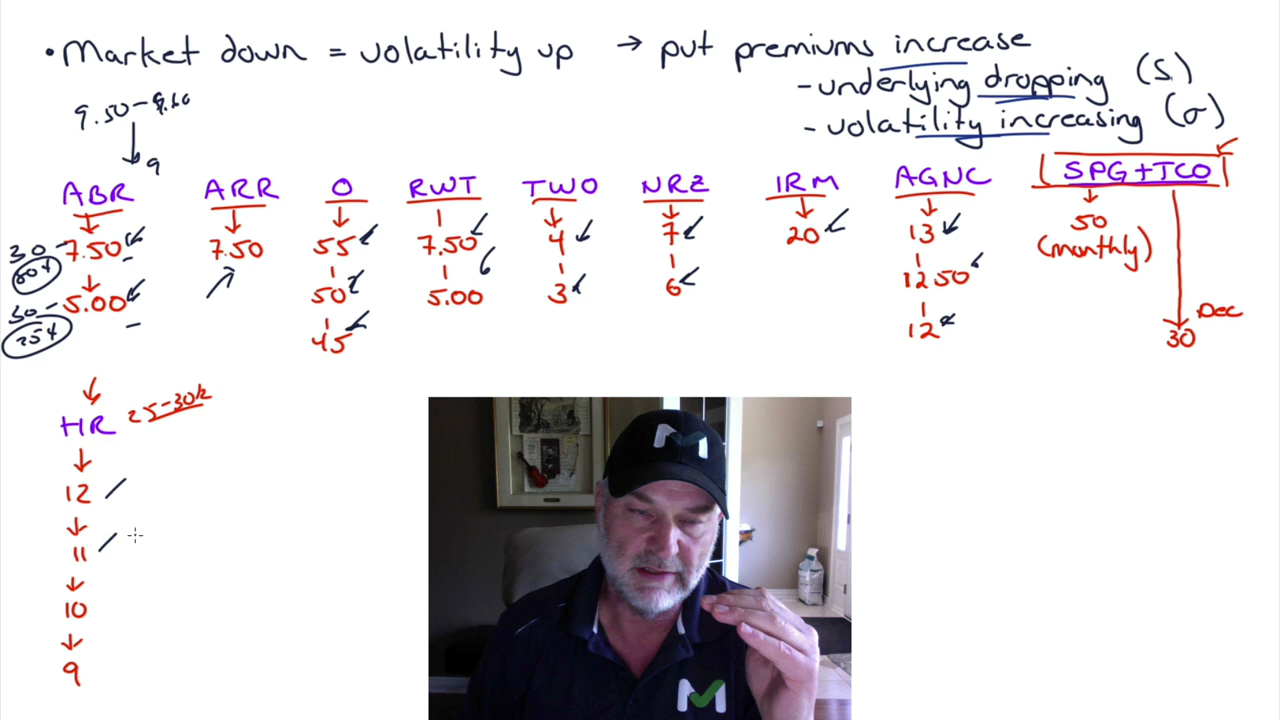 • Market down = volatility up → put premiums increase
- underlying dropping (S)
- volatility increasing (σ)
9.50 - 9.60
9
ABR ARR O RWT TWO NRZ IRM AGNC SPG+TCO
30 - 7.50 7.50 55 7.50 4 7 20 13 50
(monthly)
30 - 5.00 50 5.00 3 6 12 50
25¢ 45 12 Dec
30
HR 25-30k
12
11
10
9
M
M